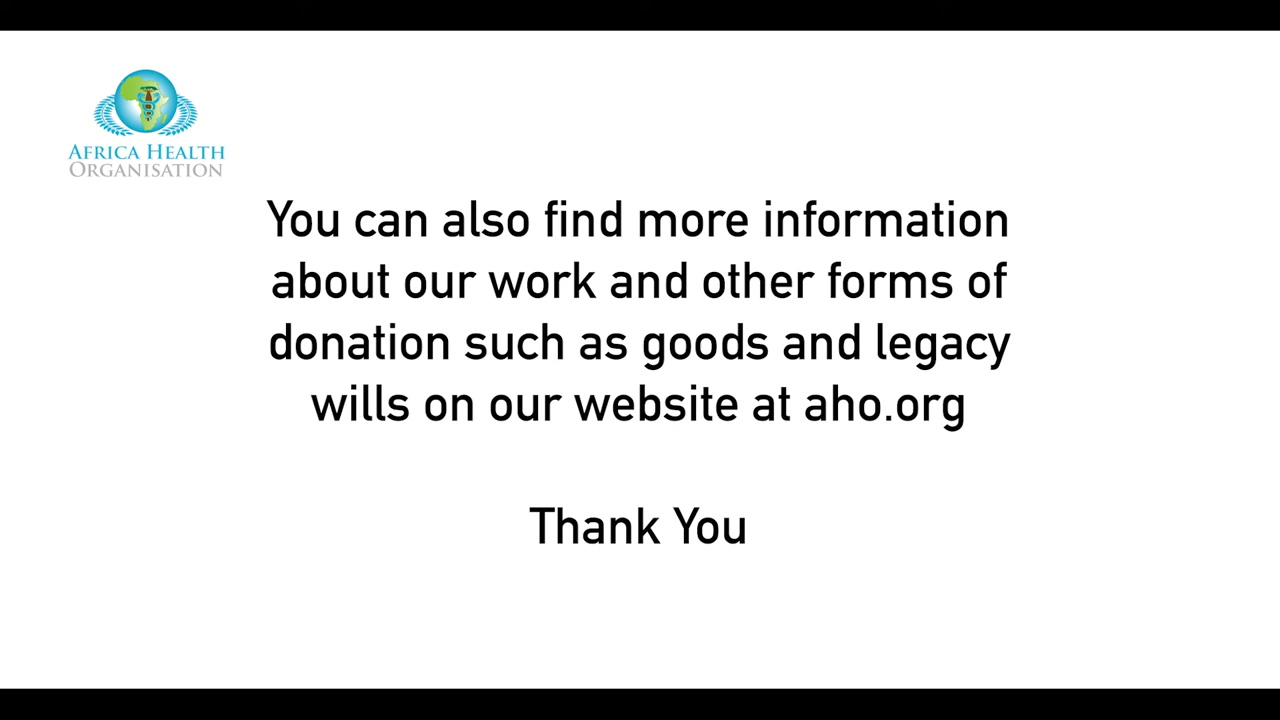 AFRICA HEALTH
ORGANISATION
You can also find more information
about our work and other forms of
donation such as goods and legacy
wills on our website at aho.org
Thank You